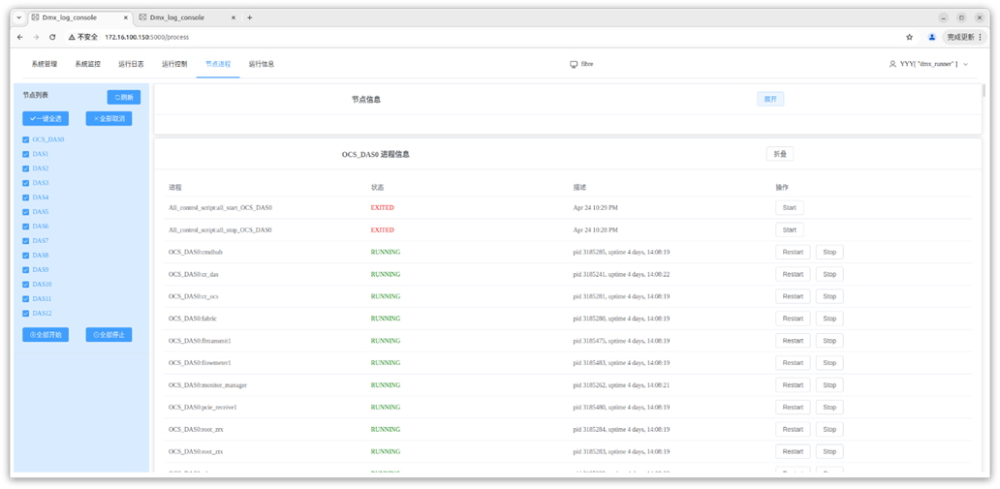 Dmx_log_console
Dmx_log_console
不安全 172.16.100.150:5000/process
完成更新
系统管理 系统监控 运行日志 运行控制 节点进程 运行信息
fibre
YYY[ "dmx_runner" ]
节点列表
刷新
一键全选 全部取消
OCS_DAS0
DAS1
DAS2
DAS3
DAS4
DAS5
DAS6
DAS7
DAS8
DAS9
DAS10
DAS11
DAS12
全部开始 全部停止
节点信息
展开
OCS_DAS0 进程信息
折叠
进程 状态 描述 操作
All_control_script:all_start_OCS_DAS0 EXITED Apr 24 10:29 PM Start
All_control_script:all_stop_OCS_DAS0 EXITED Apr 24 10:28 PM Start
OCS_DAS0:cmdhub RUNNING pid 3185285, uptime 4 days, 14:08:19 Restart Stop
OCS_DAS0:cr_das RUNNING pid 3185241, uptime 4 days, 14:08:22 Restart Stop
OCS_DAS0:cr_ocs RUNNING pid 3185281, uptime 4 days, 14:08:19 Restart Stop
OCS_DAS0:fabric RUNNING pid 3185280, uptime 4 days, 14:08:19 Restart Stop
OCS_DAS0:fbtransmit1 RUNNING pid 3185475, uptime 4 days, 14:08:19 Restart Stop
OCS_DAS0:flowmeter1 RUNNING pid 3185483, uptime 4 days, 14:08:19 Restart Stop
OCS_DAS0:monitor_manager RUNNING pid 3185262, uptime 4 days, 14:08:21 Restart Stop
OCS_DAS0:pcie_receive1 RUNNING pid 3185480, uptime 4 days, 14:08:19 Restart Stop
OCS_DAS0:root_zrx RUNNING pid 3185284, uptime 4 days, 14:08:19 Restart Stop
OCS_DAS0:root_ztx RUNNING pid 3185283, uptime 4 days, 14:08:19 Restart Stop